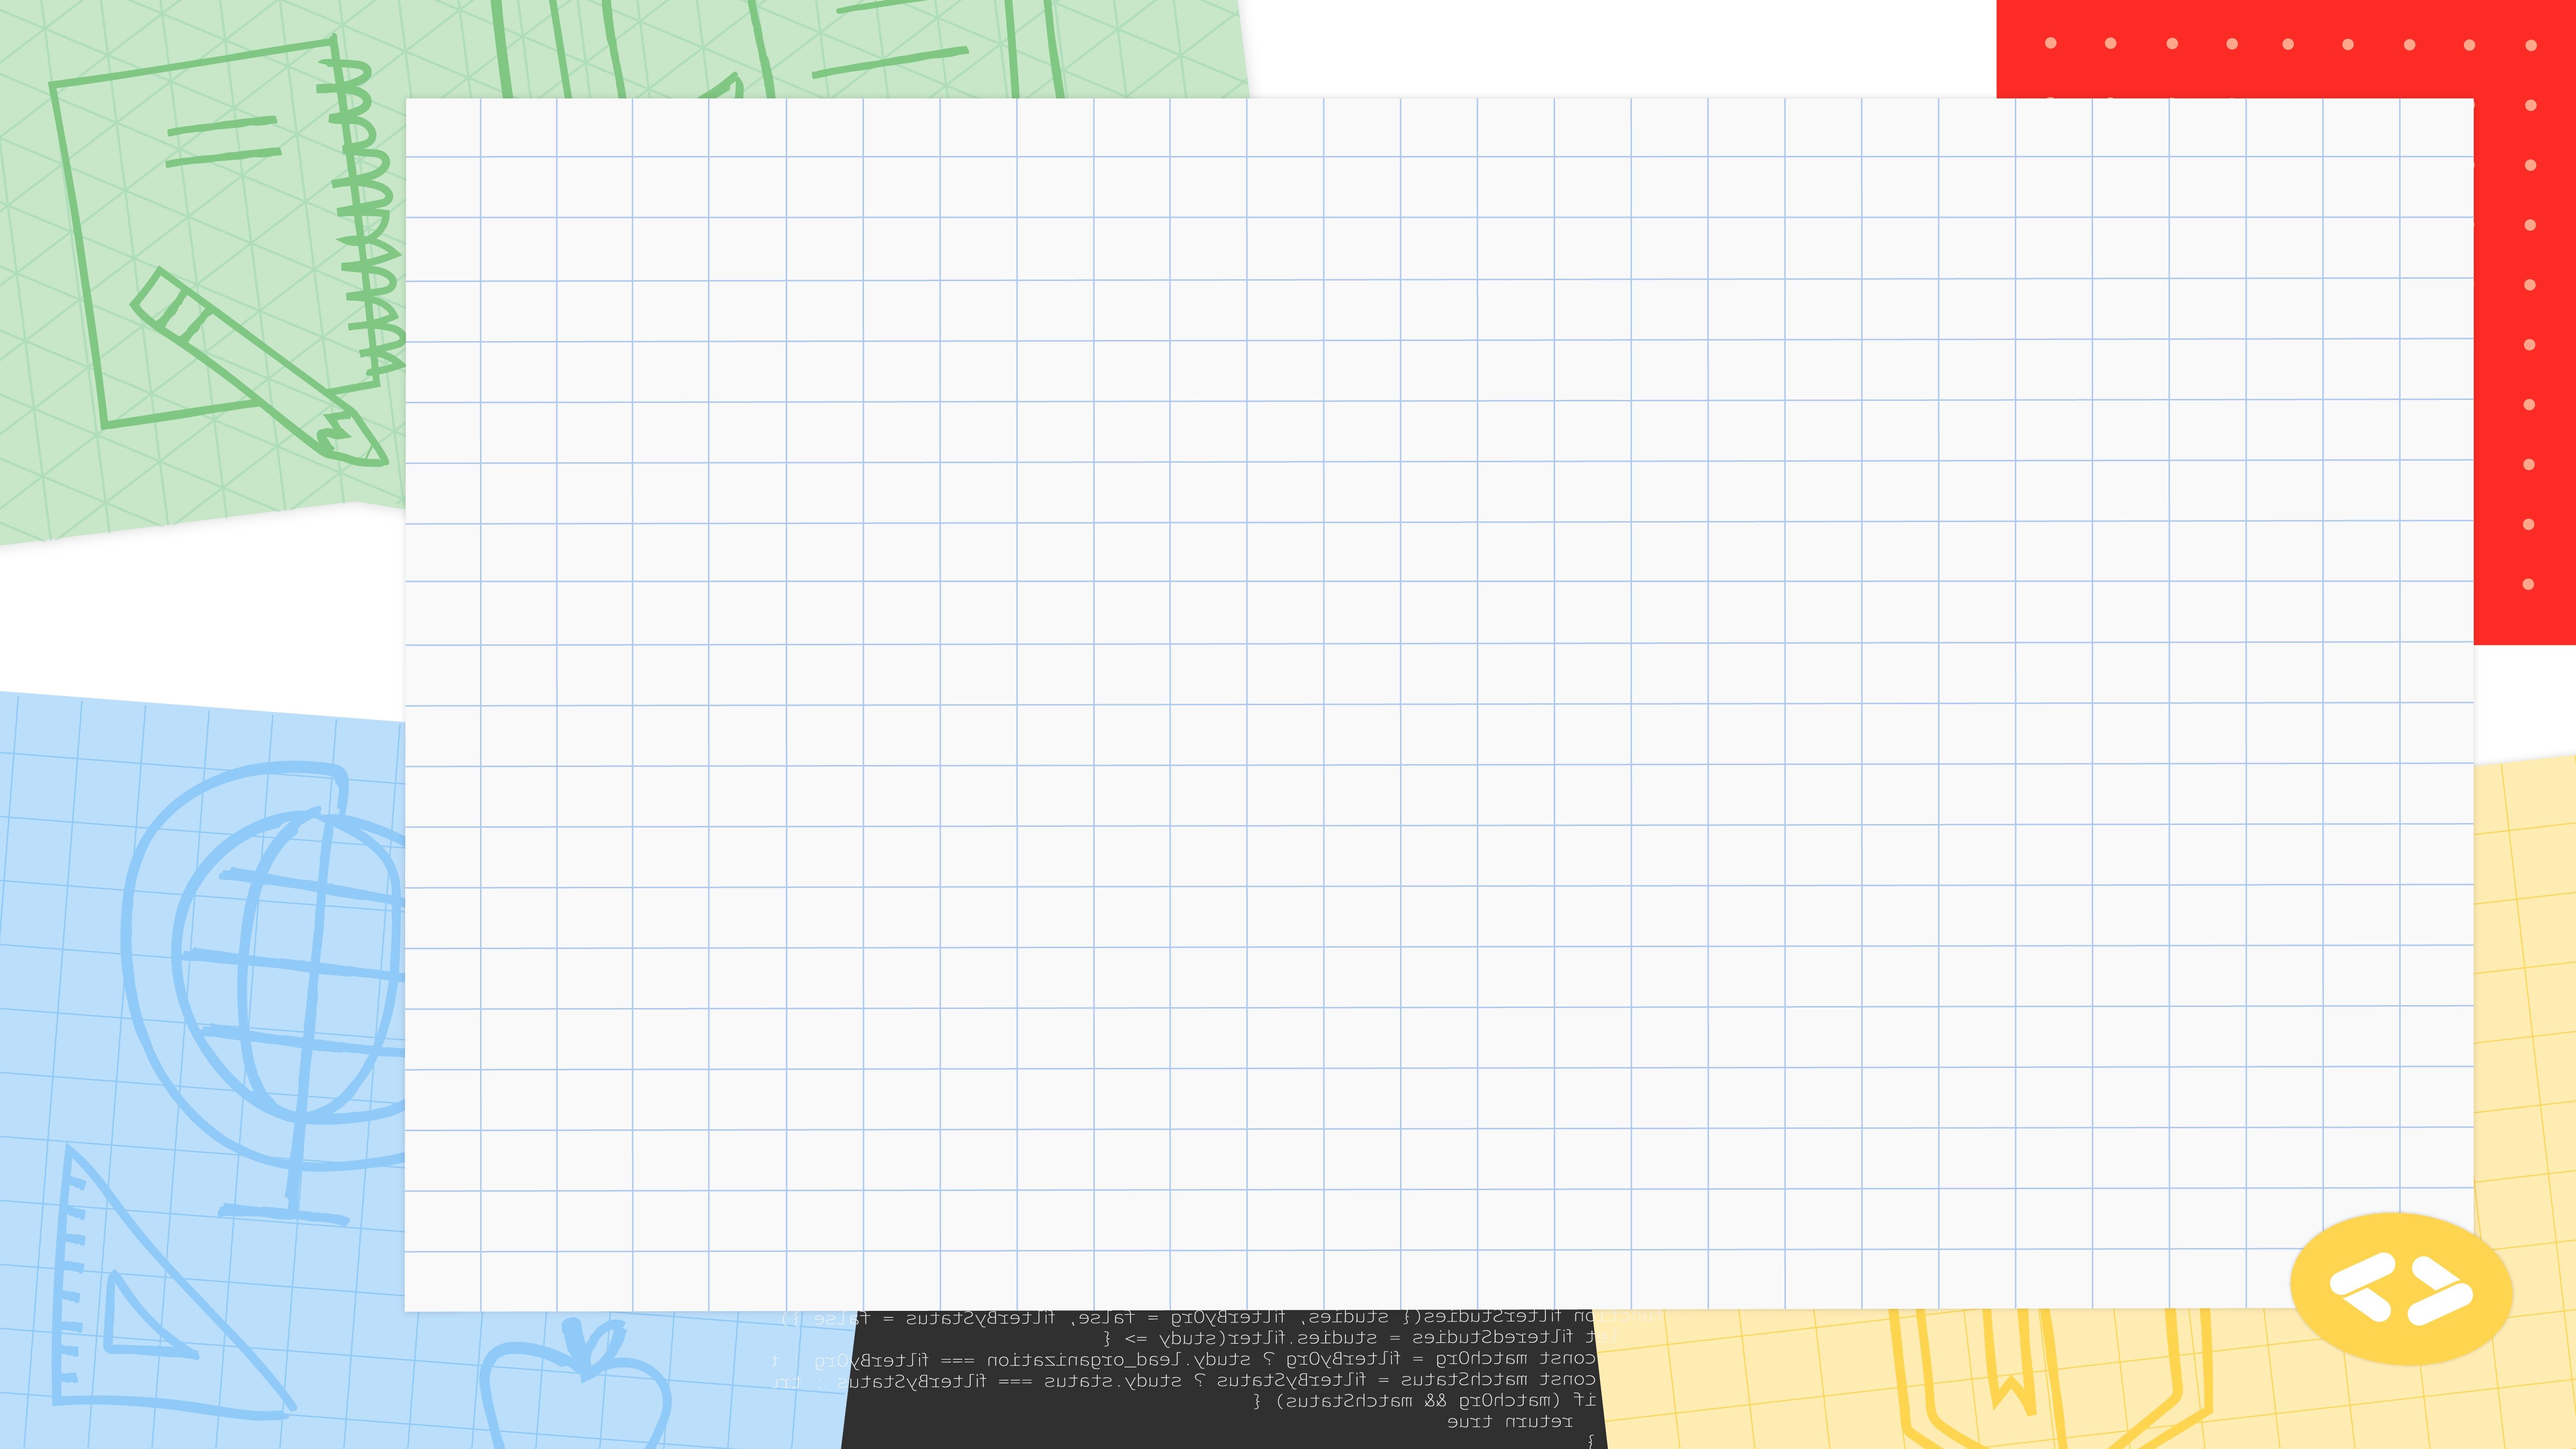 function filterStudies({ studies, filterByOrg = false, filterByStatus = false })
let filteredStudies = studies.filter(study => {
const matchOrg = filterByOrg ? study.lead_organization === filterByOrg : t
const matchStatus = filterByStatus ? study.status === filterByStatus : tr
if (matchOrg && matchStatus) {
return true
}